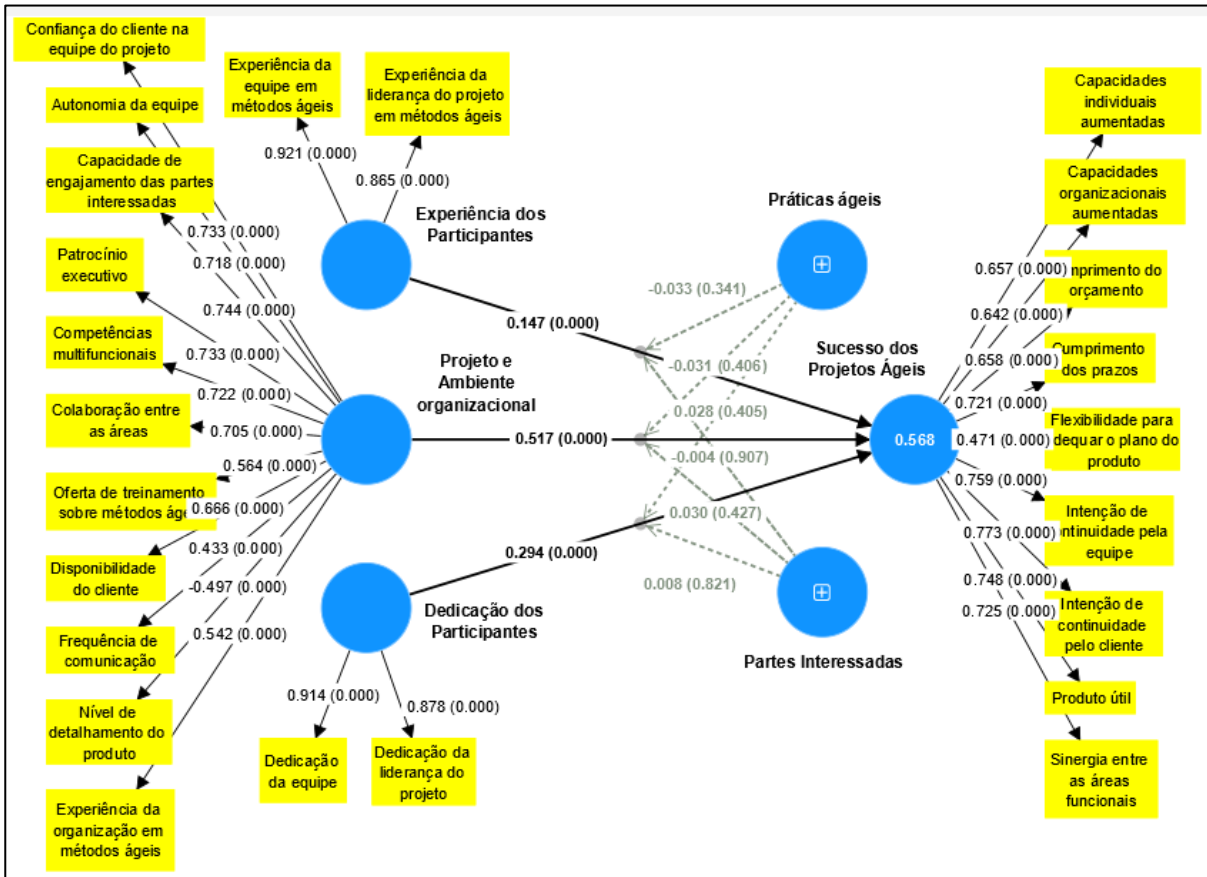 Confiança do cliente na
equipe do projeto
Autonomia da equipe
Capacidade de
engajamento das partes
interessadas
Patrocínio
executivo
Competências
multifuncionais
Colaboração entre
as áreas
Oferta de treinamento
sobre métodos áge
Disponibilidade
do cliente
Frequência de
comunicação
Nível de
detalhamento do
produto
Experiência da
organização em
métodos ágeis
0.733 (0.000)
0.718 (0.000)
0.744 (0.000)
0.733 (0.000)
0.722 (0.000)
0.705 (0.000)
0.564 (0.000)
0.666 (0.000)
0.433 (0.000)
-0.497 (0.000)
0.542 (0.000)
Experiência da
equipe em
métodos ágeis
Experiência da
liderança do projeto
em métodos ágeis
0.921 (0.000)
0.865 (0.000)
Experiência dos
Participantes
0.147 (0.000)
Projeto e
Ambiente
organizacional
0.517 (0.000)
0.294 (0.000)
Dedicação dos
Participantes
0.914 (0.000)
0.878 (0.000)
Dedicação
da equipe
Dedicação da
liderança do
projeto
Práticas ágeis
-0.033 (0.341)
-0.031 (0.406)
0.028 (0.405)
-0.004 (0.907)
0.030 (0.427)
0.008 (0.821)
Partes Interessadas
Sucesso dos
Projetos Ágeis
0.568
0.657 (0.000)
0.642 (0.000)
0.658 (0.000)
0.721 (0.000)
0.471 (0.000)
0.759 (0.000)
0.773 (0.000)
0.748 (0.000)
0.725 (0.000)
Capacidades
individuais
aumentadas
Capacidades
organizacionais
aumentadas
mprimento do
orçamento
Cumprimento
dos prazos
Flexibilidade para
dequar o plano do
produto
Intenção de
ontinuidade pela
equipe
Intenção de
continuidade pelo
cliente
Produto útil
Sinergia entre
as áreas
funcionais